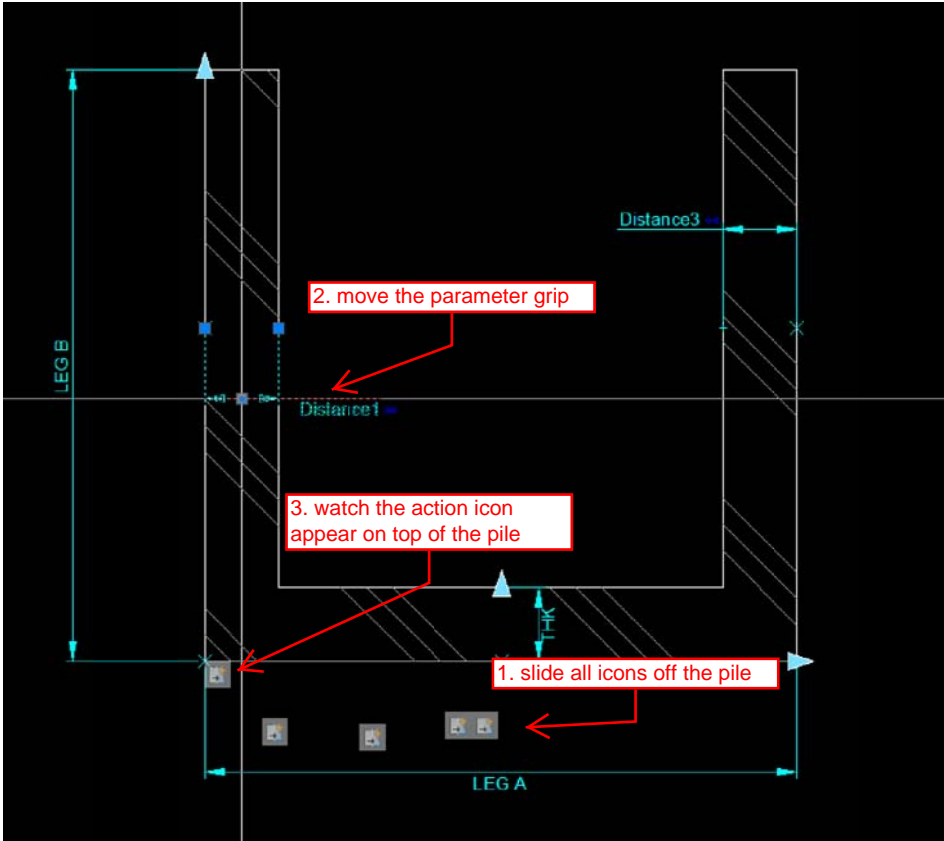 Distance3
2. move the parameter grip
LEG B
Distance1
3. watch the action icon
appear on top of the pile
THK
1. slide all icons off the pile
LEG A